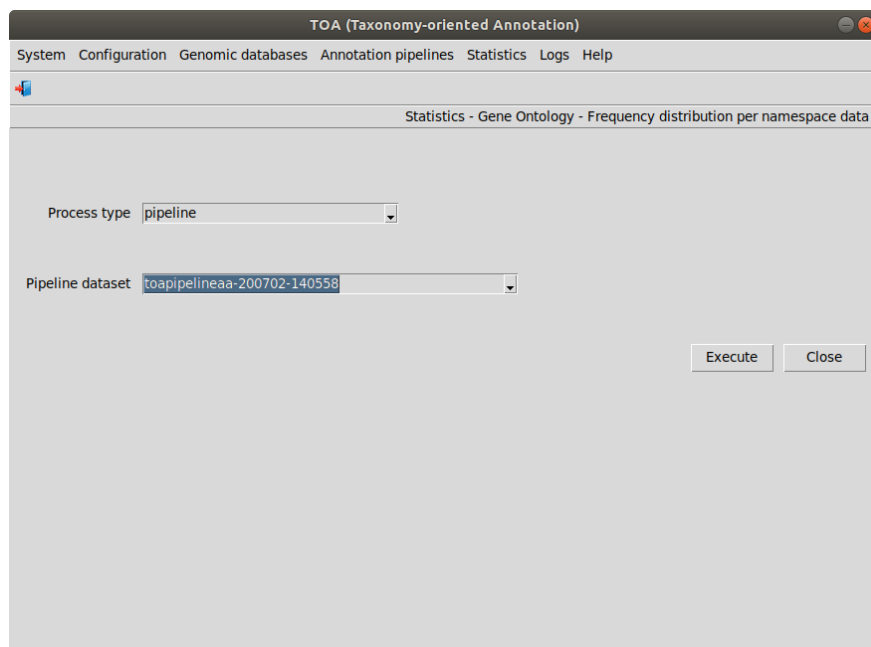 TOA (Taxonomy-oriented Annotation)
System Configuration Genomic databases Annotation pipelines Statistics Logs Help
Statistics - Gene Ontology - Frequency distribution per namespace data
Process type pipeline
Pipeline dataset toapipelineaa-200702-140558
Execute Close